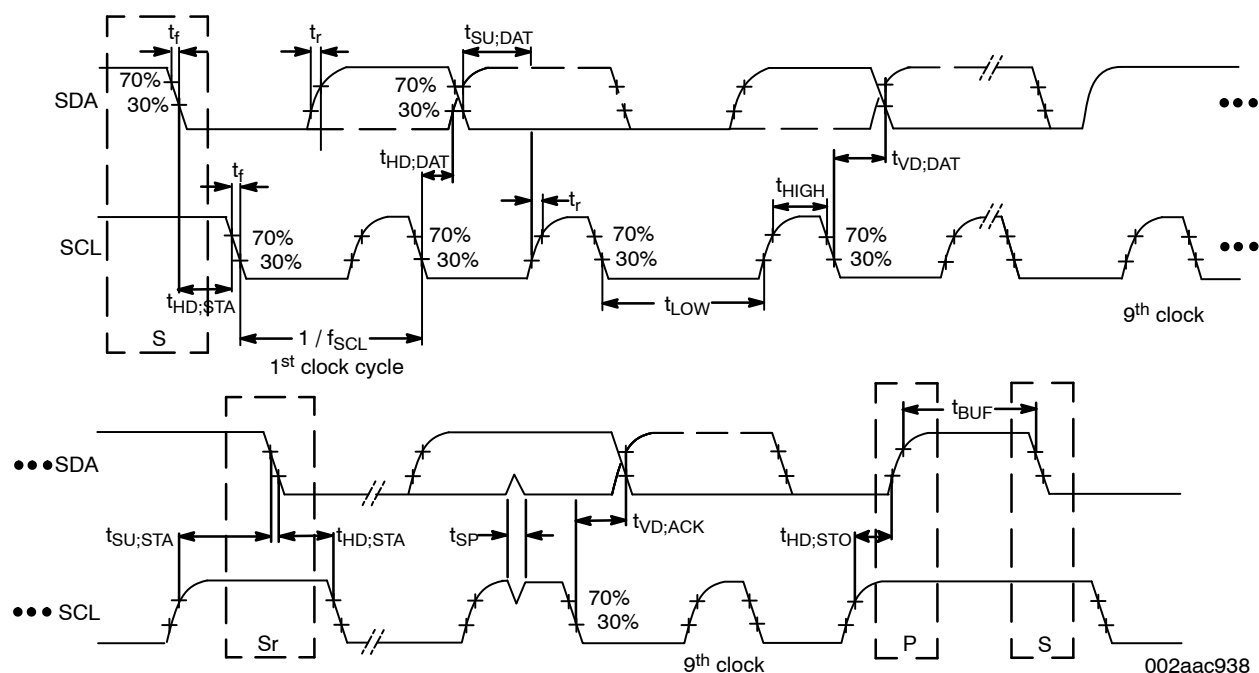 tf tr tSU;DAT
SDA 70% 70% •••
30% 30%
tHD;DAT tVD;DAT
tf tr tHIGH
SCL 70% 70% 70% 70% •••
30% 30% 30% 30%
tHD;STA tLOW
S 1 / fSCL 9th clock
1st clock cycle
tBUF
•••SDA
tSU;STA tHD;STA tSP tVD;ACK tHD;STO
••• SCL 70%
30%
Sr P S
9th clock
002aac938